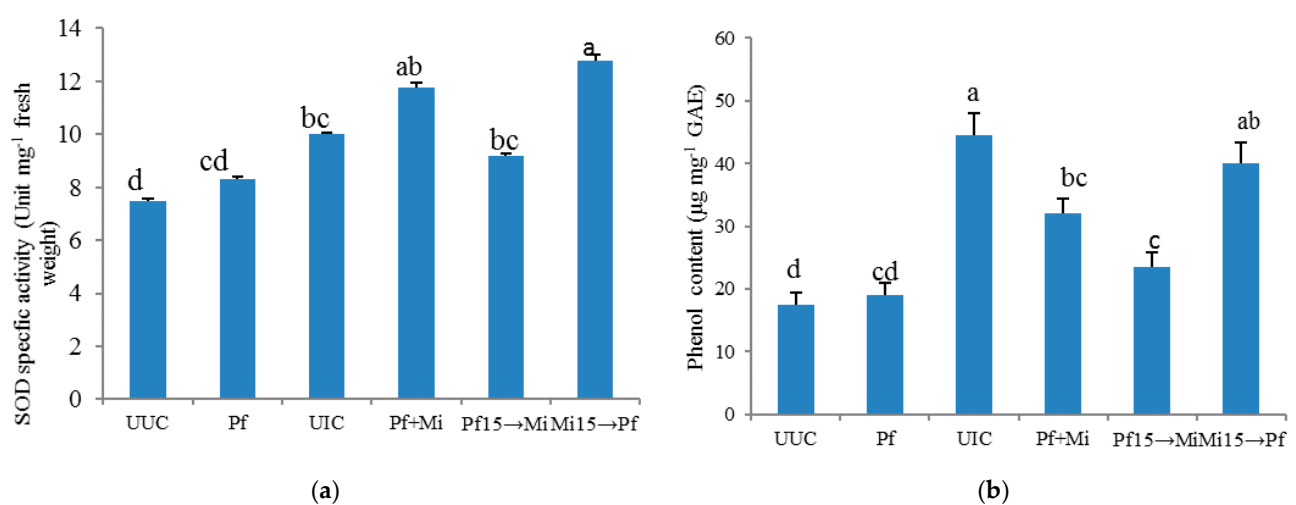 SOD specfic activity (Unit mg⁻¹ fresh
weight)
14
12
10
8
6
4
2
0
d
cd
bc
ab
bc
a
UUC Pf UIC Pf+Mi Pf15→Mi Mi15→Pf
(a)
Phenol content (µg mg⁻¹ GAE)
60
50
40
30
20
10
0
d
cd
a
bc
c
ab
UUC Pf UIC Pf+Mi Pf15→Mi Mi15→Pf
(b)